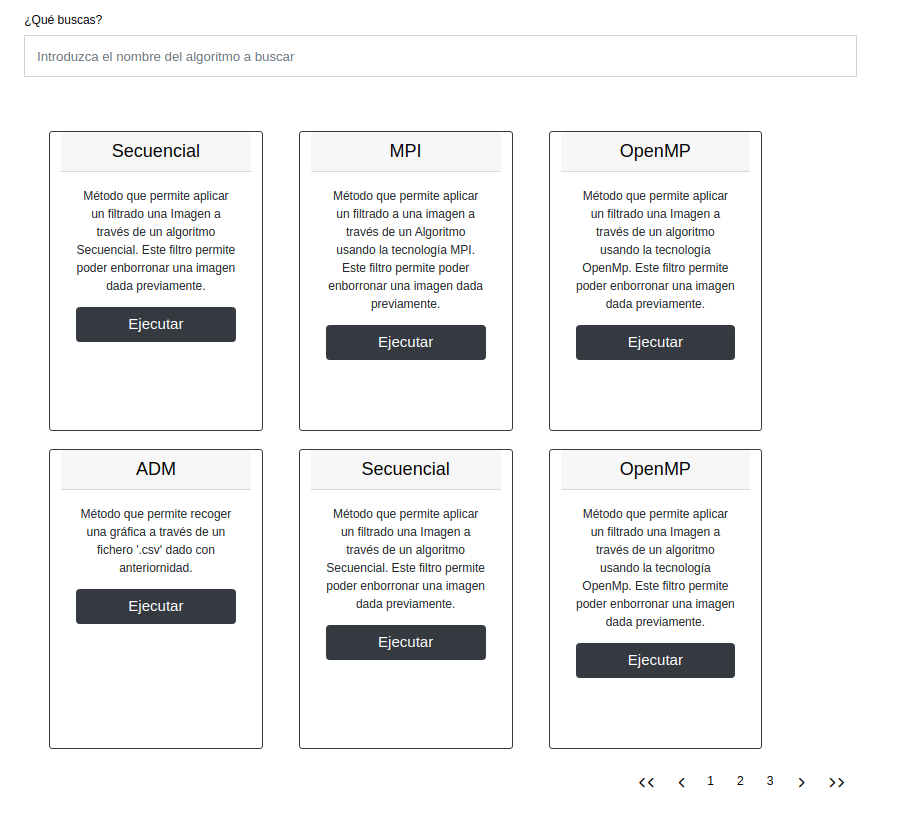 ¿Qué buscas?
Introduzca el nombre del algoritmo a buscar
Secuencial
Método que permite aplicar
un filtrado una Imagen a
través de un algoritmo
Secuencial. Este filtro permite
poder enborronar una imagen
dada previamente.
Ejecutar
MPI
Método que permite aplicar
un filtrado a una imagen a
través de un Algoritmo
usando la tecnología MPI.
Este filtro permite poder
enborronar una imagen dada
previamente.
Ejecutar
OpenMP
Método que permite aplicar
un filtrado una Imagen a
través de un algoritmo
usando la tecnología
OpenMp. Este filtro permite
poder enborronar una imagen
dada previamente.
Ejecutar
ADM
Método que permite recoger
una gráfica a través de un
fichero '.csv' dado con
anteriornidad.
Ejecutar
Secuencial
Método que permite aplicar
un filtrado una Imagen a
través de un algoritmo
Secuencial. Este filtro permite
poder enborronar una imagen
dada previamente.
Ejecutar
OpenMP
Método que permite aplicar
un filtrado una Imagen a
través de un algoritmo
usando la tecnología
OpenMp. Este filtro permite
poder enborronar una imagen
dada previamente.
Ejecutar
<< < 1 2 3 > >>